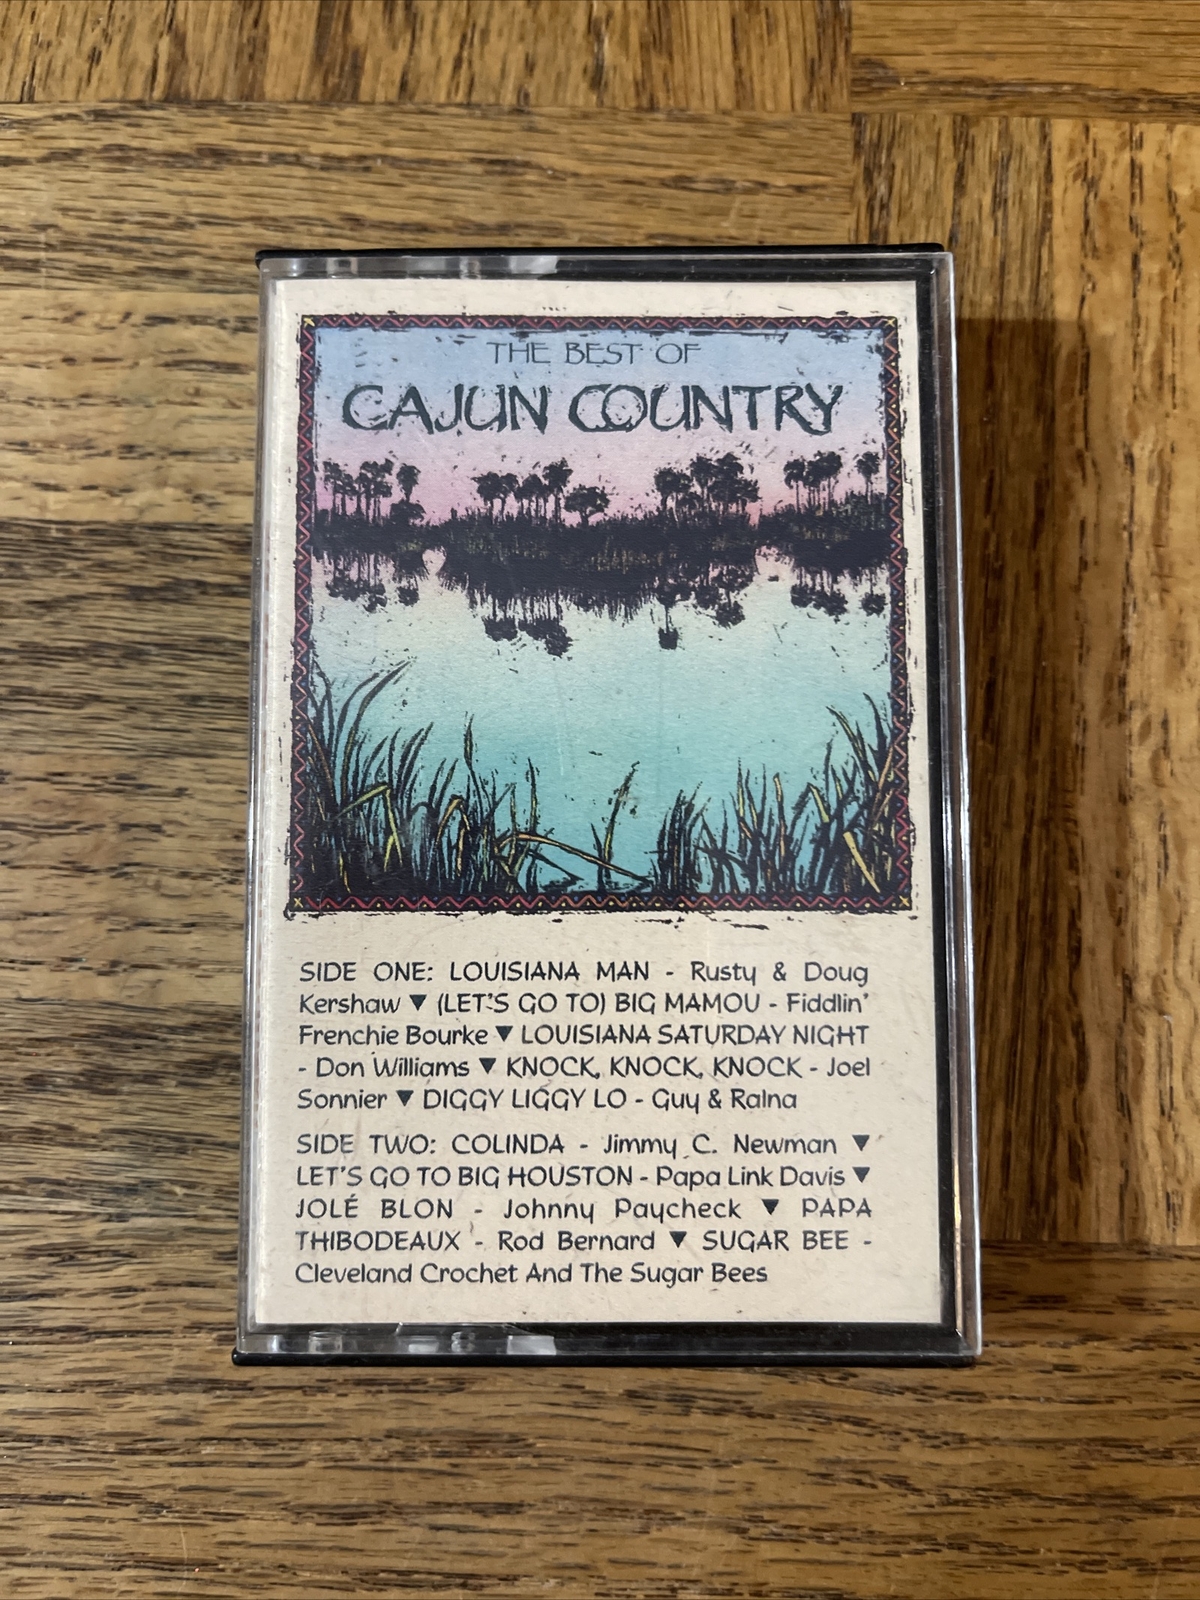 THE BEST OF
CAJUN COUNTRY
SIDE ONE: LOUISIANA MAN - Rusty & Doug
Kershaw ▼ (LET'S GO TO) BIG MAMOU - Fiddlin'
Frenchie Bourke ▼ LOUISIANA SATURDAY NIGHT
- Don Williams ▼ KNOCK, KNOCK, KNOCK - Joel
Sonnier ▼ DIGGY LIGGY LO - Guy & Ralna
SIDE TWO: COLINDA - Jimmy C. Newman ▼
LET'S GO TO BIG HOUSTON - Papa Link Davis ▼
JOLÉ BLON - Johnny Paycheck ▼ PAPA
THIBODEAUX - Rod Bernard ▼ SUGAR BEE -
Cleveland Crochet And The Sugar Bees